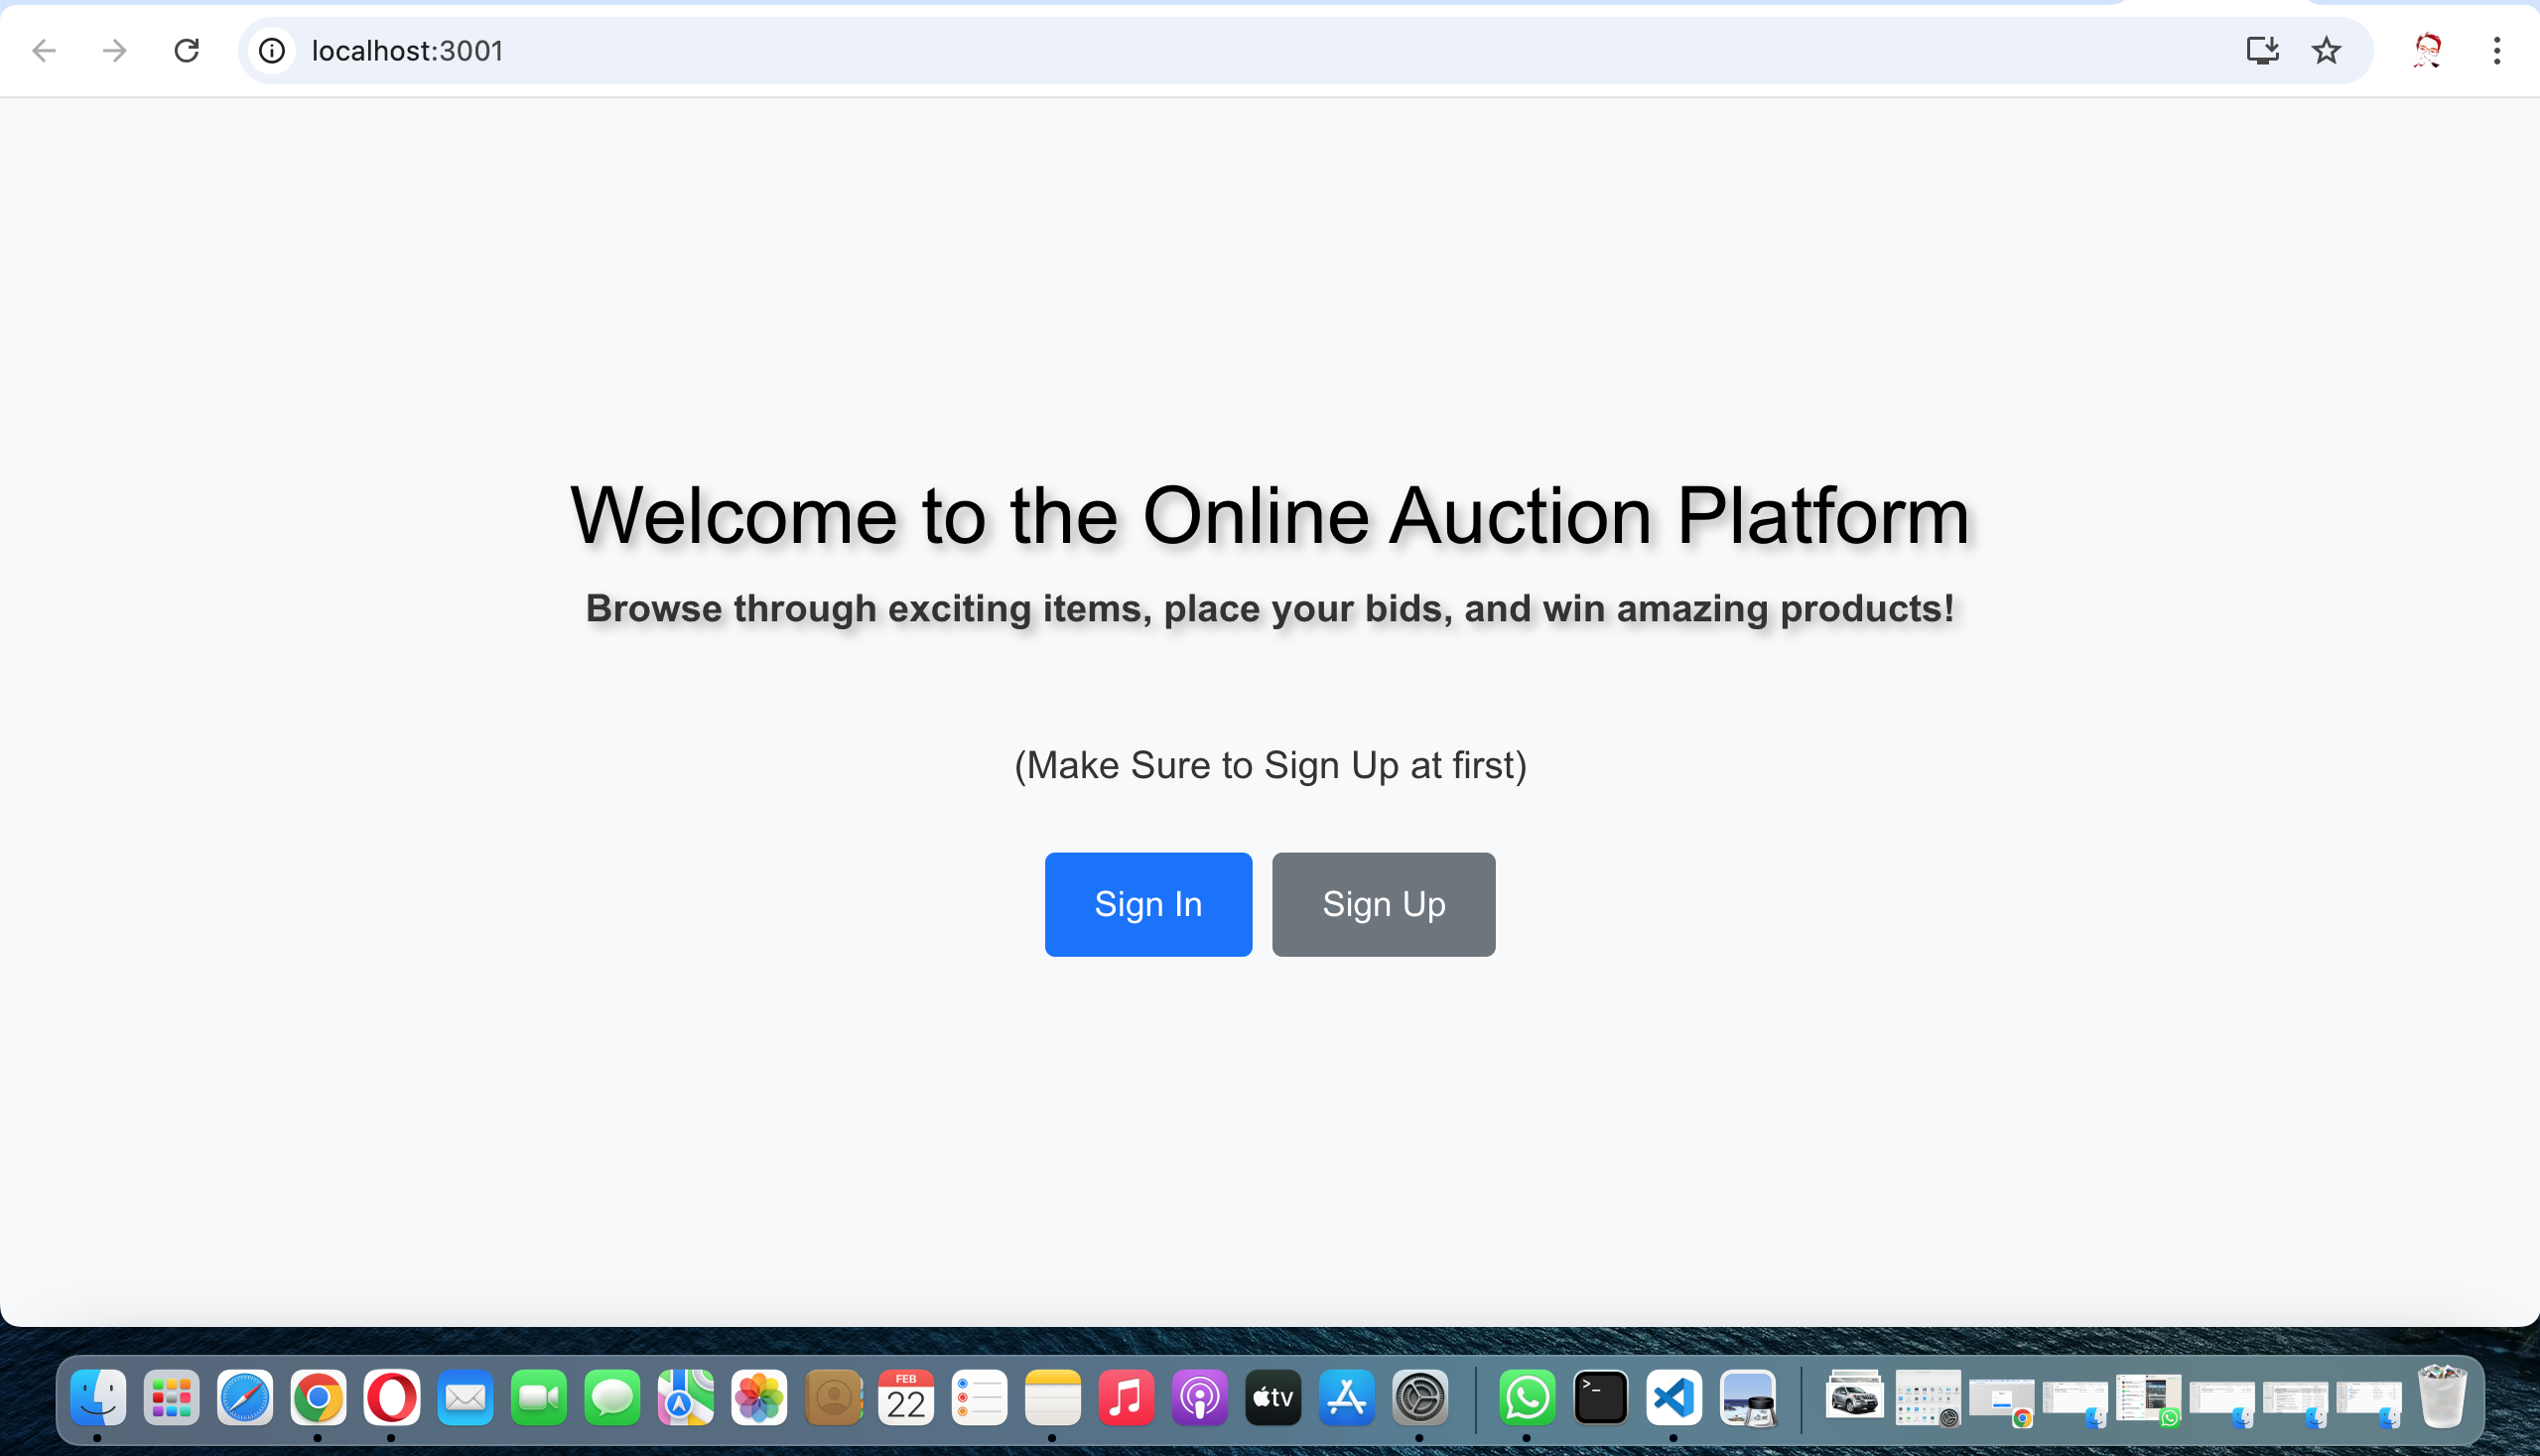 localhost:3001
Welcome to the Online Auction Platform
Browse through exciting items, place your bids, and win amazing products!
(Make Sure to Sign Up at first)
Sign In
Sign Up
FEB
22
tv
>_